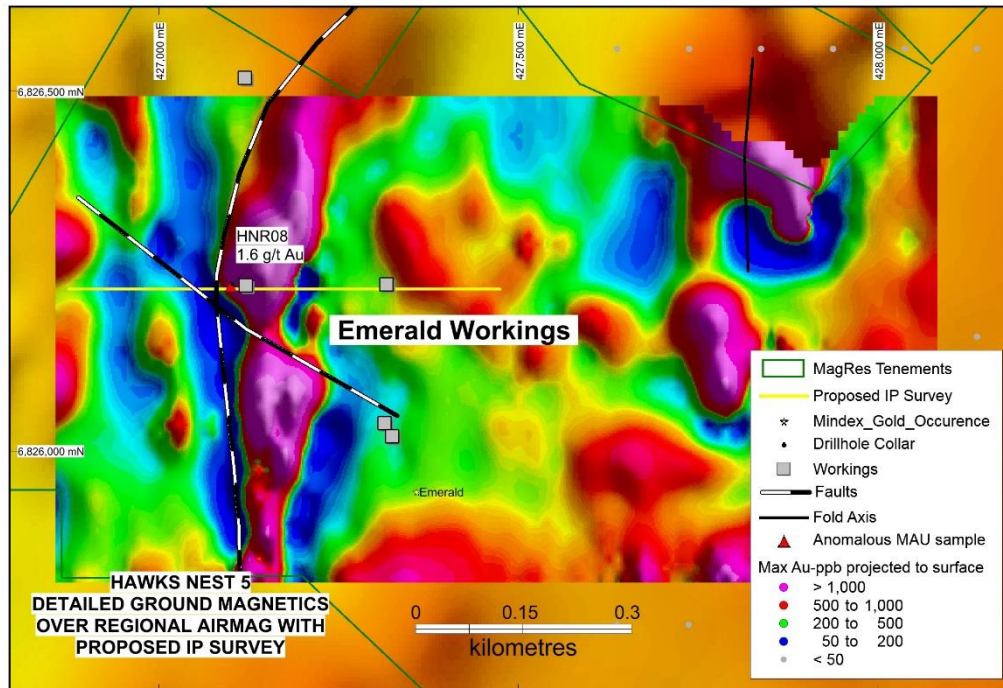 427,000 mE
427,500 mE
428,000 mE
6,826,500 mN
HNR08
1.6 g/t Au
Emerald Workings
6,826,000 mN
Emerald
HAWKS NEST 5
DETAILED GROUND MAGNETICS
OVER REGIONAL AIRMAG WITH
PROPOSED IP SURVEY
0 0.15 0.3
kilometres
MagRes Tenements
Proposed IP Survey
Mindex_Gold_Occurence
Drillhole Collar
Workings
Faults
Fold Axis
Anomalous MAU sample
Max Au-ppb projected to surface
> 1,000
500 to 1,000
200 to 500
50 to 200
< 50